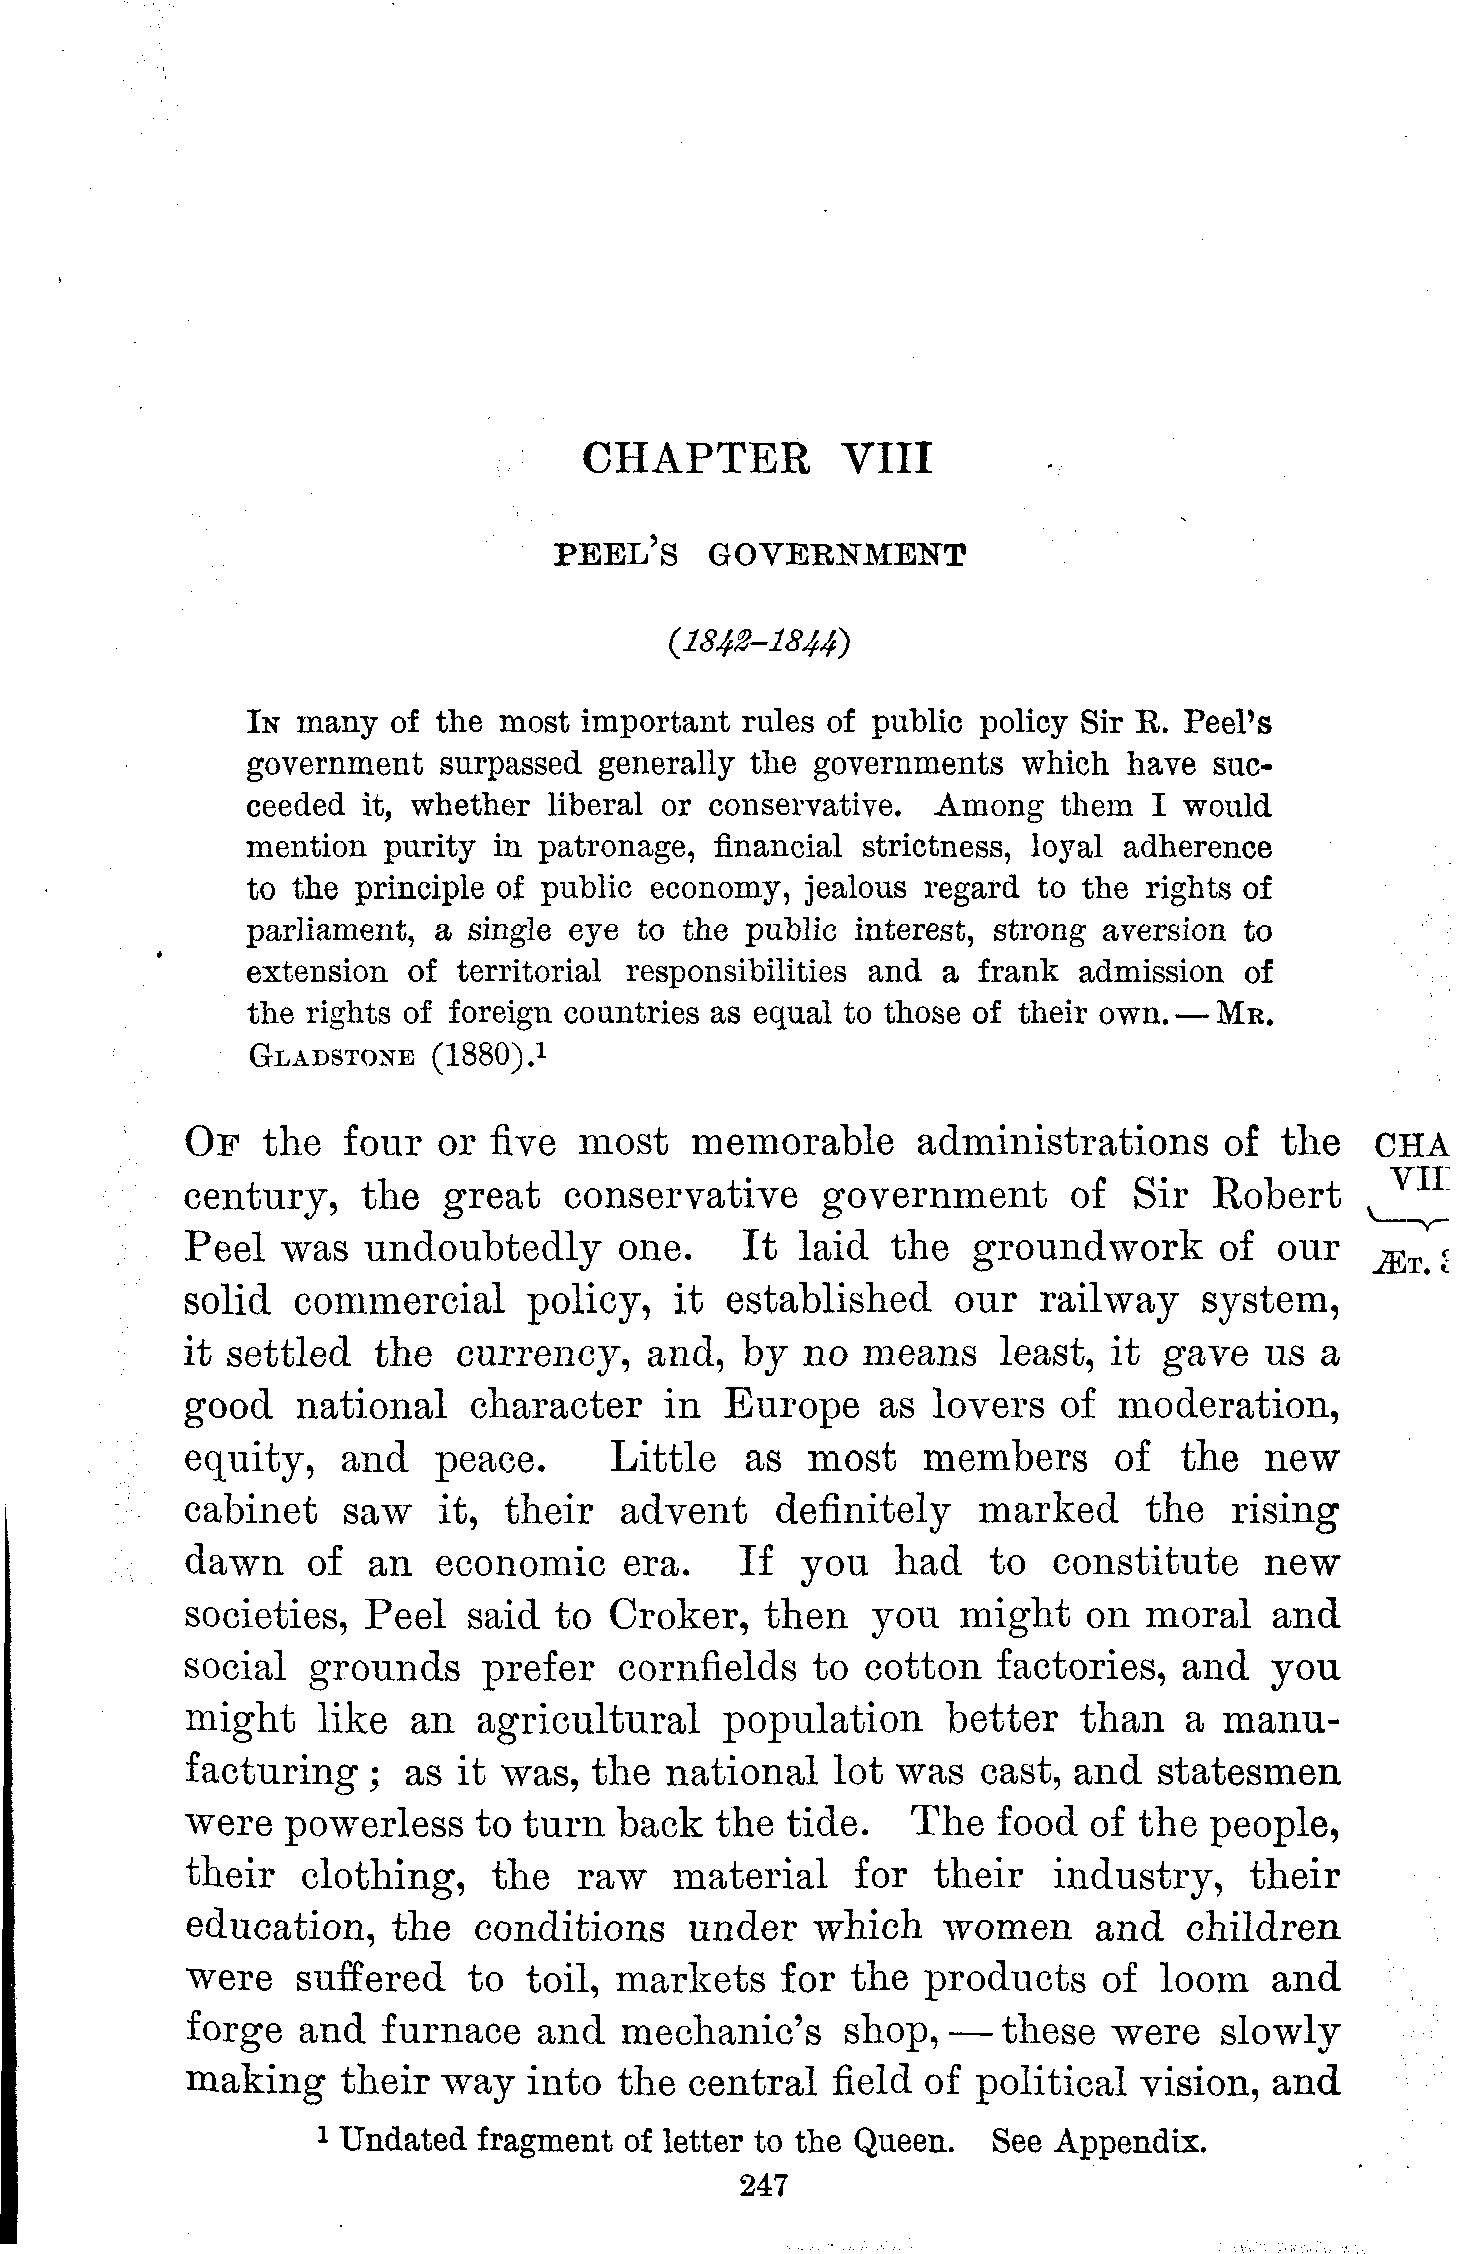 CHAPTER VIII
PEEL'S GOVERNMENT
(1842–1844)
IN many of the most important rules of public policy Sir R. Peel's
government surpassed generally the governments which have suc-
ceeded it, whether liberal or conservative. Among them I would
mention purity in patronage, financial strictness, loyal adherence
to the principle of public economy, jealous regard to the rights of
parliament, a single eye to the public interest, strong aversion to
extension of territorial responsibilities and a frank admission of
the rights of foreign countries as equal to those of their own.—MR.
GLADSTONE (1880).¹
OF the four or five most memorable administrations of the
century, the great conservative government of Sir Robert
Peel was undoubtedly one. It laid the groundwork of our
solid commercial policy, it established our railway system,
it settled the currency, and, by no means least, it gave us a
good national character in Europe as lovers of moderation,
equity, and peace. Little as most members of the new
cabinet saw it, their advent definitely marked the rising
dawn of an economic era. If you had to constitute new
societies, Peel said to Croker, then you might on moral and
social grounds prefer cornfields to cotton factories, and you
might like an agricultural population better than a manu-
facturing; as it was, the national lot was cast, and statesmen
were powerless to turn back the tide. The food of the people,
their clothing, the raw material for their industry, their
education, the conditions under which women and children
were suffered to toil, markets for the products of loom and
forge and furnace and mechanic's shop,—these were slowly
making their way into the central field of political vision, and
CHA
VII
ÆT.
¹ Undated fragment of letter to the Queen. See Appendix.
247